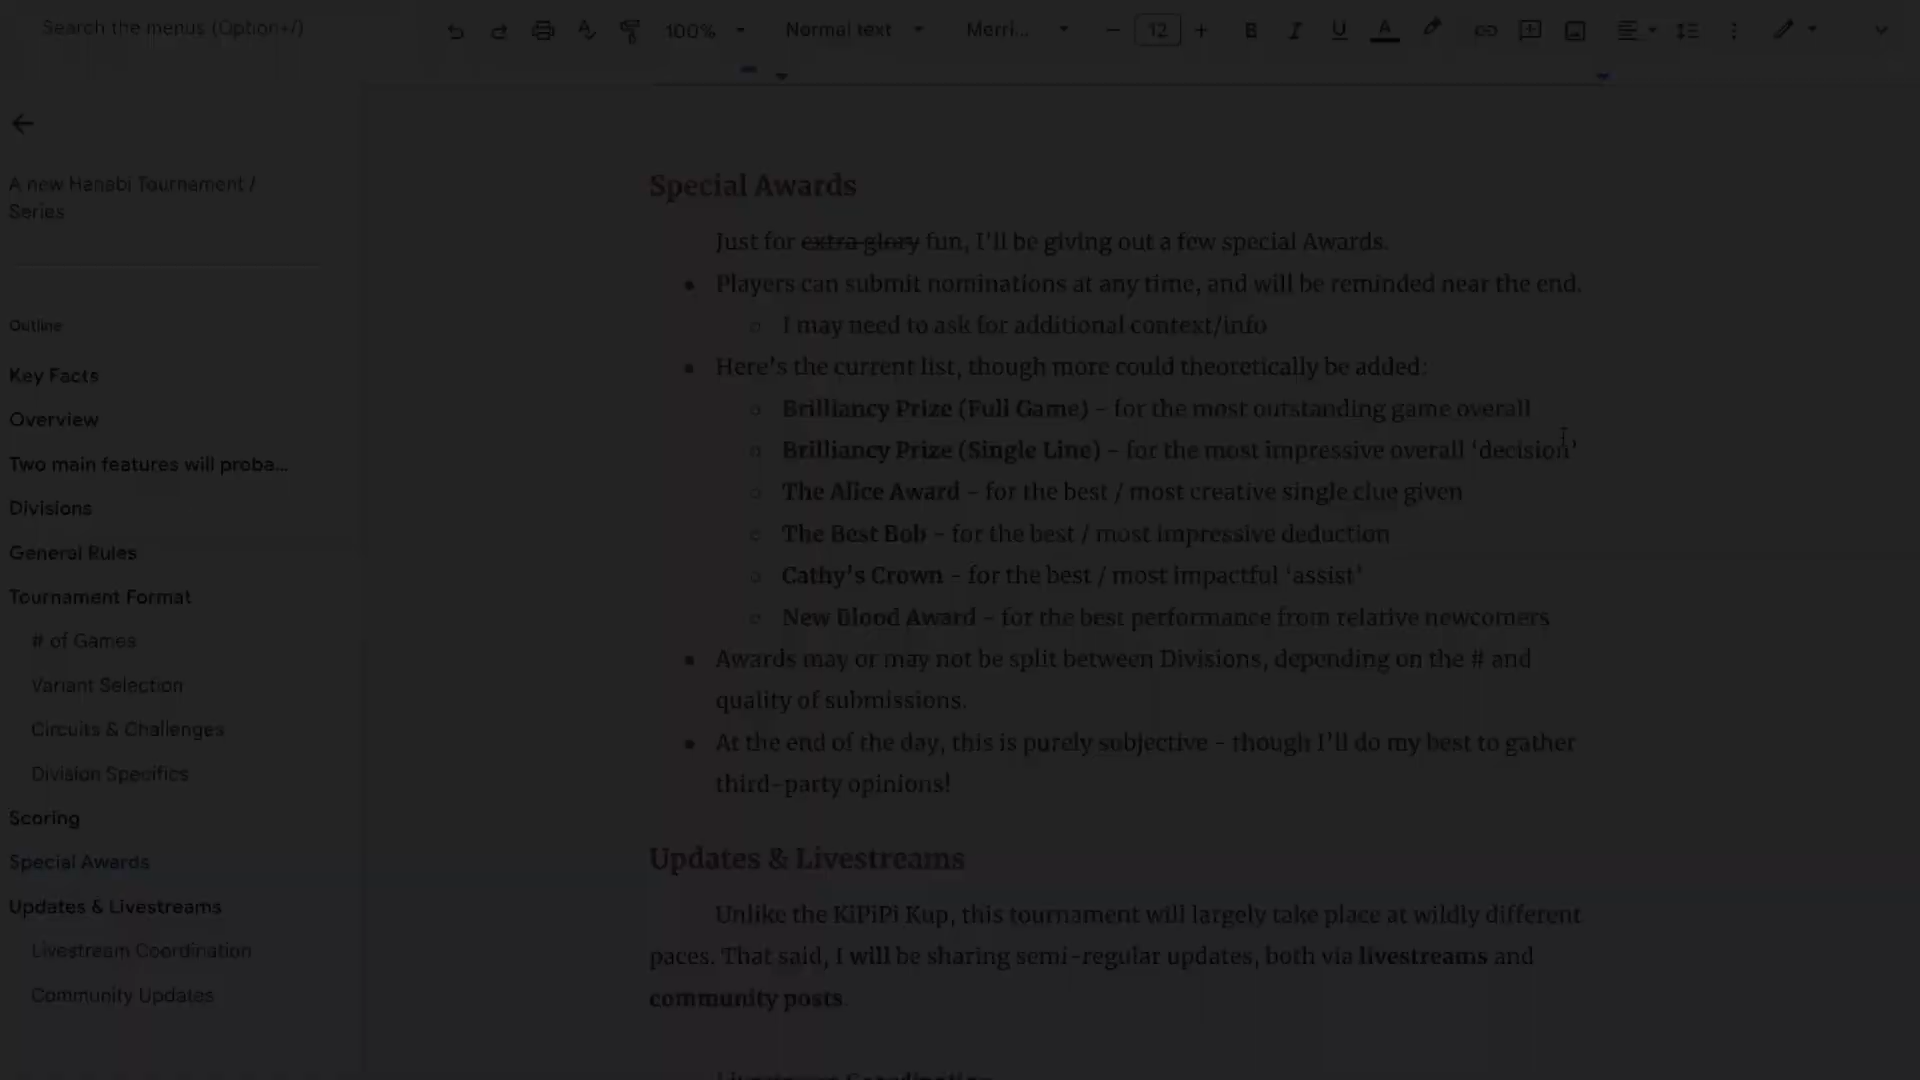 Search the menus (Option+/)
100%
Normal text
Merri...
12
A new Hanabi Tournament /
Series
Outline
Key Facts
Overview
Two main features will proba...
Divisions
General Rules
Tournament Format
# of Games
Variant Selection
Circuits & Challenges
Division Specifics
Scoring
Special Awards
Updates & Livestreams
Livestream Coordination
Community Updates
Special Awards
Just for extra glory fun, I'll be giving out a few special Awards.
Players can submit nominations at any time, and will be reminded near the end.
I may need to ask for additional context/info
Here's the current list, though more could theoretically be added:
Brilliancy Prize (Full Game) - for the most outstanding game overall
Brilliancy Prize (Single Line) - for the most impressive overall 'decision'
The Alice Award - for the best / most creative single clue given
The Best Bob - for the best / most impressive deduction
Cathy's Crown - for the best / most impactful 'assist'
New Blood Award - for the best performance from relative newcomers
Awards may or may not be split between Divisions, depending on the # and
quality of submissions.
At the end of the day, this is purely subjective - though I'll do my best to gather
third-party opinions!
Updates & Livestreams
Unlike the KiPiPi Kup, this tournament will largely take place at wildly different
paces. That said, I will be sharing semi-regular updates, both via livestreams and
community posts.
Livestream Coordination